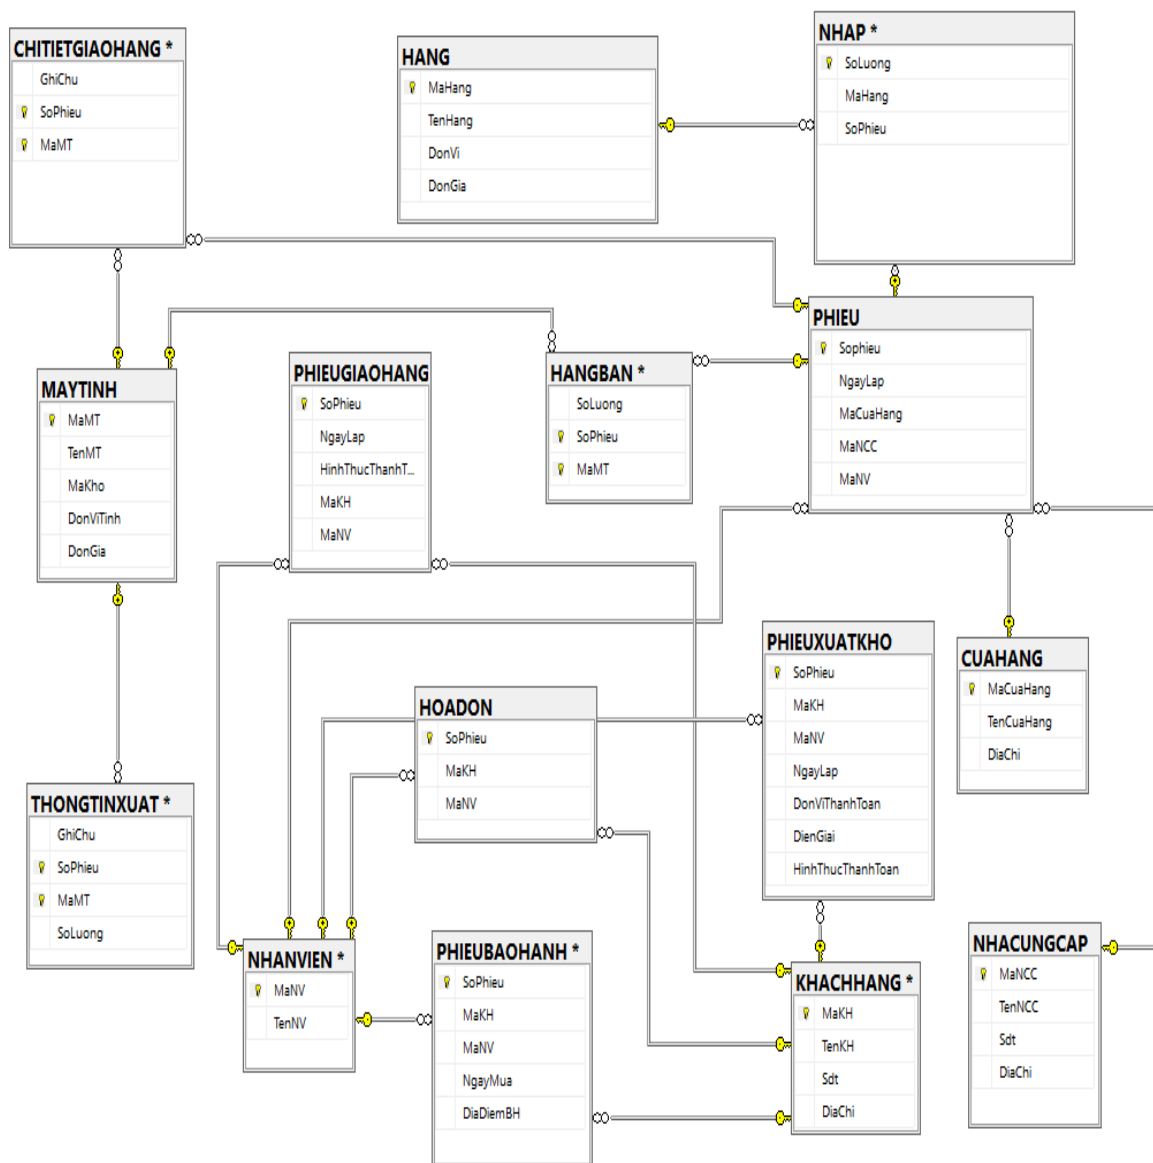 CHITIETGIAOHANG *
GhiChu
SoPhieu
MaMT
HANG
MaHang
TenHang
DonVi
DonGia
NHAP *
SoLuong
MaHang
SoPhieu
MAYTINH
MaMT
TenMT
MaKho
DonViTinh
DonGia
PHIEUGIAOHANG
SoPhieu
NgayLap
HinhThucThanhT...
MaKH
MaNV
HANGBAN *
SoLuong
SoPhieu
MaMT
PHIEU
Sophieu
NgayLap
MaCuaHang
MaNCC
MaNV
HOADON
SoPhieu
MaKH
MaNV
PHIEUXUATKHO
SoPhieu
MaKH
MaNV
NgayLap
DonViThanhToan
DienGiai
HinhThucThanhToan
CUAHANG
MaCuaHang
TenCuaHang
DiaChi
THONGTINXUAT *
GhiChu
SoPhieu
MaMT
SoLuong
NHANVIEN *
MaNV
TenNV
PHIEUBAOHANH *
SoPhieu
MaKH
MaNV
NgayMua
DiaDiemBH
KHACHHANG *
MaKH
TenKH
Sdt
DiaChi
NHACUNGCAP
MaNCC
TenNCC
Sdt
DiaChi